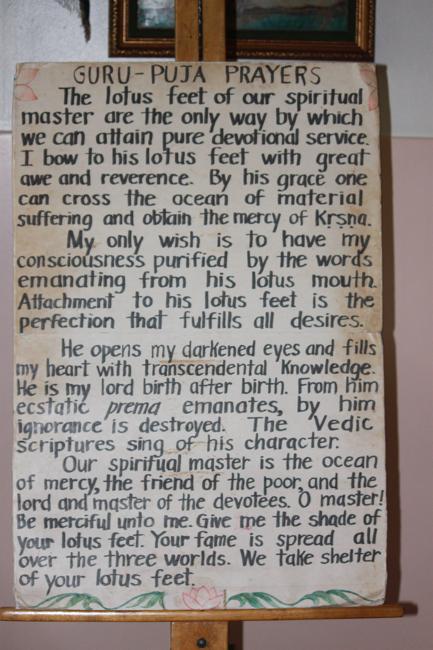 GURU-PUJA PRAYERS
The lotus feet of our spiritual
master are the only way by which
we can attain pure devotional service.
I bow to his lotus feet with great
awe and reverence. By his grace one
can cross the ocean of material
suffering and obtain the mercy of Kṛṣṇa.
My only wish is to have my
consciousness purified by the words
emanating from his lotus mouth.
Attachment to his lotus feet is the
perfection that fulfills all desires.
He opens my darkened eyes and fills
my heart with transcendental Knowledge.
He is my lord birth after birth. From him
ecstatic prema emanates, by him
ignorance is destroyed. The Vedic
scriptures sing of his character.
Our spiritual master is the ocean
of mercy, the friend of the poor, and the
lord and master of the devotees. O master!
Be merciful unto me. Give me the shade of
your lotus feet. Your fame is spread all
over the three worlds. We take shelter
of your lotus feet.